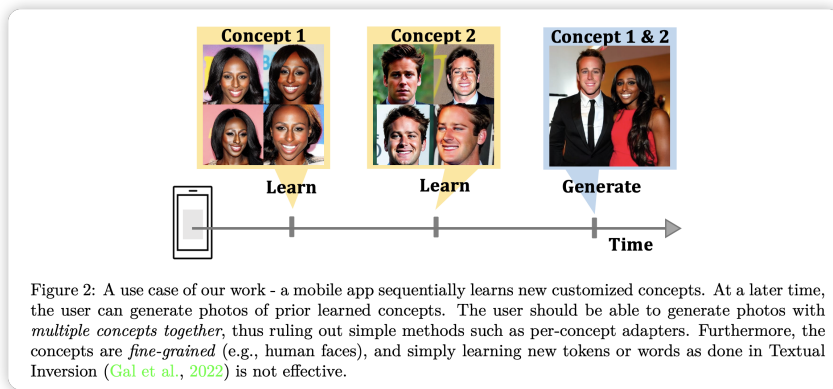 Concept 1
Concept 2
Concept 1 & 2
Learn
Learn
Generate
Time
Figure 2: A use case of our work - a mobile app sequentially learns new customized concepts. At a later time,
the user can generate photos of prior learned concepts. The user should be able to generate photos with
multiple concepts together, thus ruling out simple methods such as per-concept adapters. Furthermore, the
concepts are fine-grained (e.g., human faces), and simply learning new tokens or words as done in Textual
Inversion (Gal et al., 2022) is not effective.